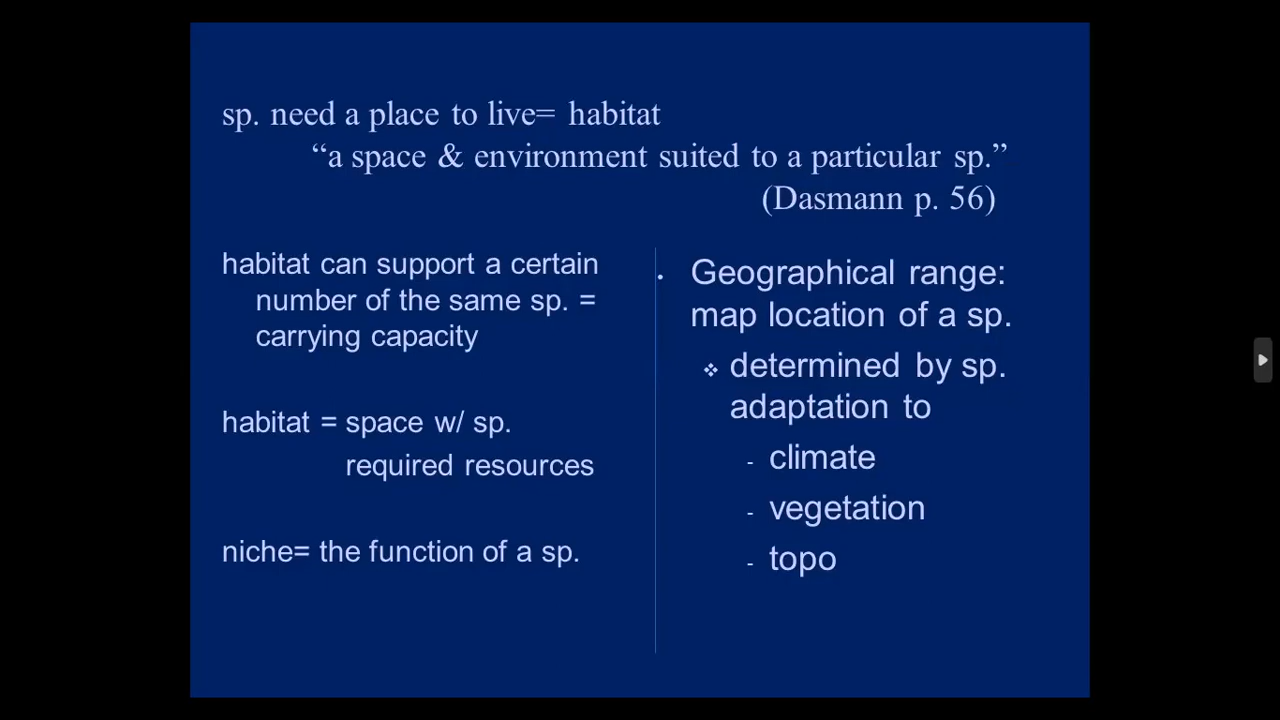 sp. need a place to live= habitat
“a space & environment suited to a particular sp.”
(Dasmann p. 56)
habitat can support a certain
number of the same sp. =
carrying capacity
habitat = space w/ sp.
required resources
niche= the function of a sp.
• Geographical range:
map location of a sp.
❖ determined by sp.
adaptation to
- climate
- vegetation
- topo